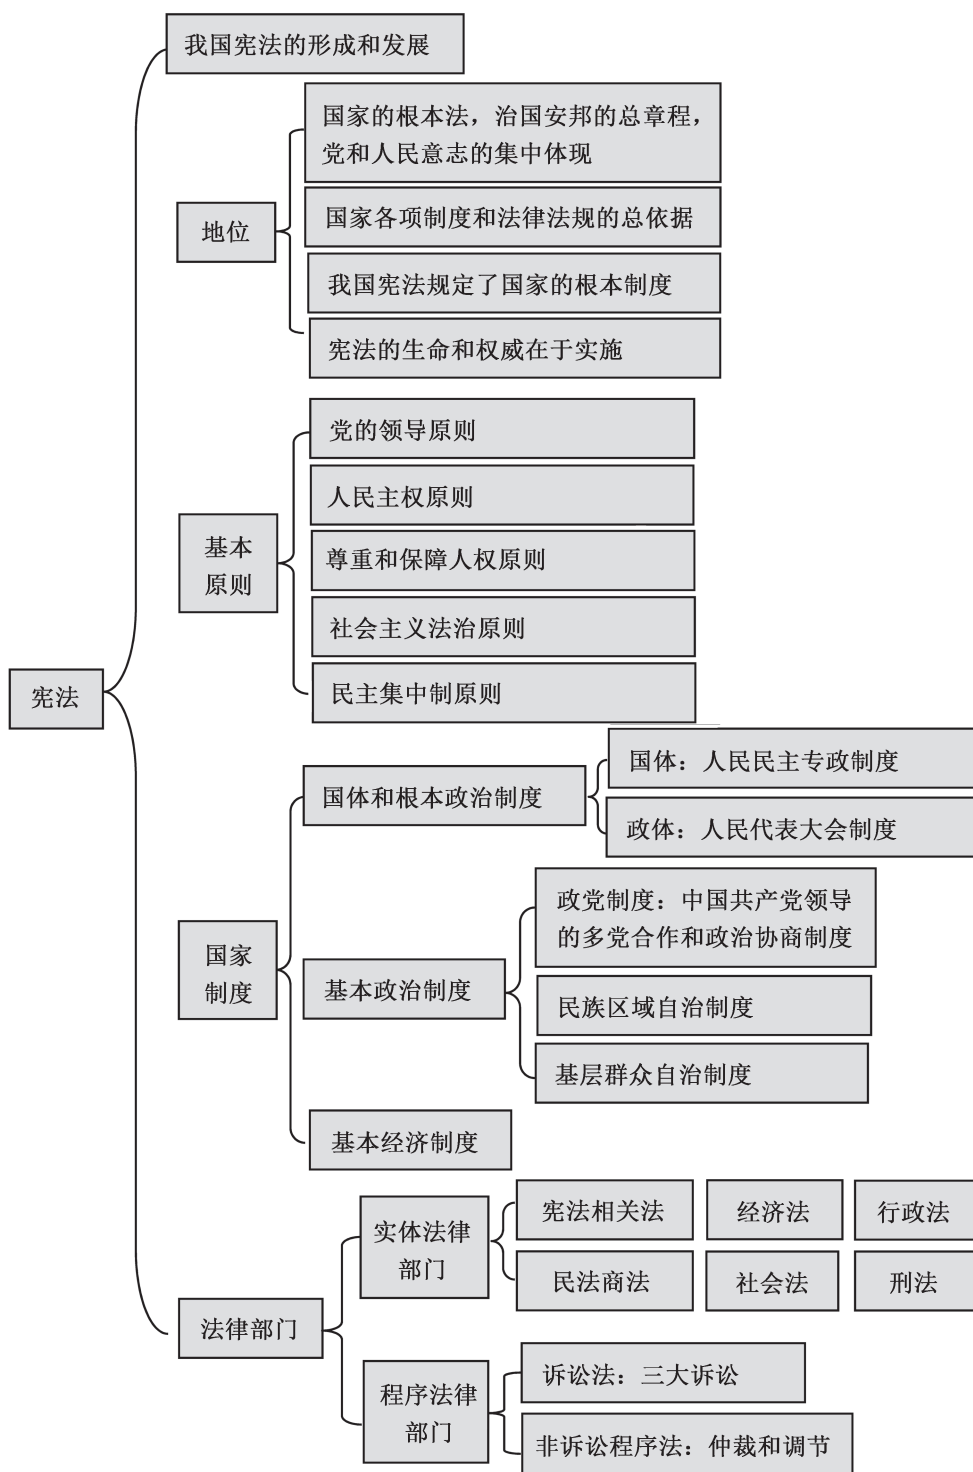 我国宪法的形成和发展
国家的根本法，治国安邦的总章程，
党和人民意志的集中体现
国家各项制度和法律法规的总依据
地位
我国宪法规定了国家的根本制度
宪法的生命和权威在于实施
党的领导原则
人民主权原则
基本
原则
尊重和保障人权原则
社会主义法治原则
民主集中制原则
宪法
国体和根本政治制度
国体：人民民主专政制度
政体：人民代表大会制度
国家
制度
基本政治制度
政党制度：中国共产党领导
的多党合作和政治协商制度
民族区域自治制度
基层群众自治制度
基本经济制度
法律部门
实体法律
部门
宪法相关法
经济法
行政法
民法商法
社会法
刑法
程序法律
部门
诉讼法：三大诉讼
非诉讼程序法：仲裁和调节